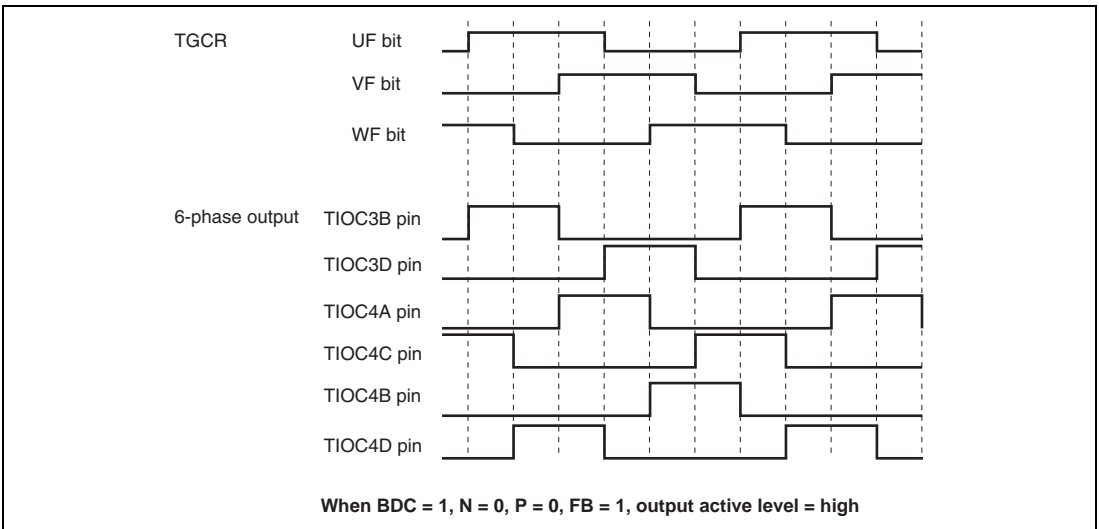 TGCR UF bit
VF bit
WF bit
6-phase output TIOC3B pin
TIOC3D pin
TIOC4A pin
TIOC4C pin
TIOC4B pin
TIOC4D pin
When BDC = 1, N = 0, P = 0, FB = 1, output active level = high